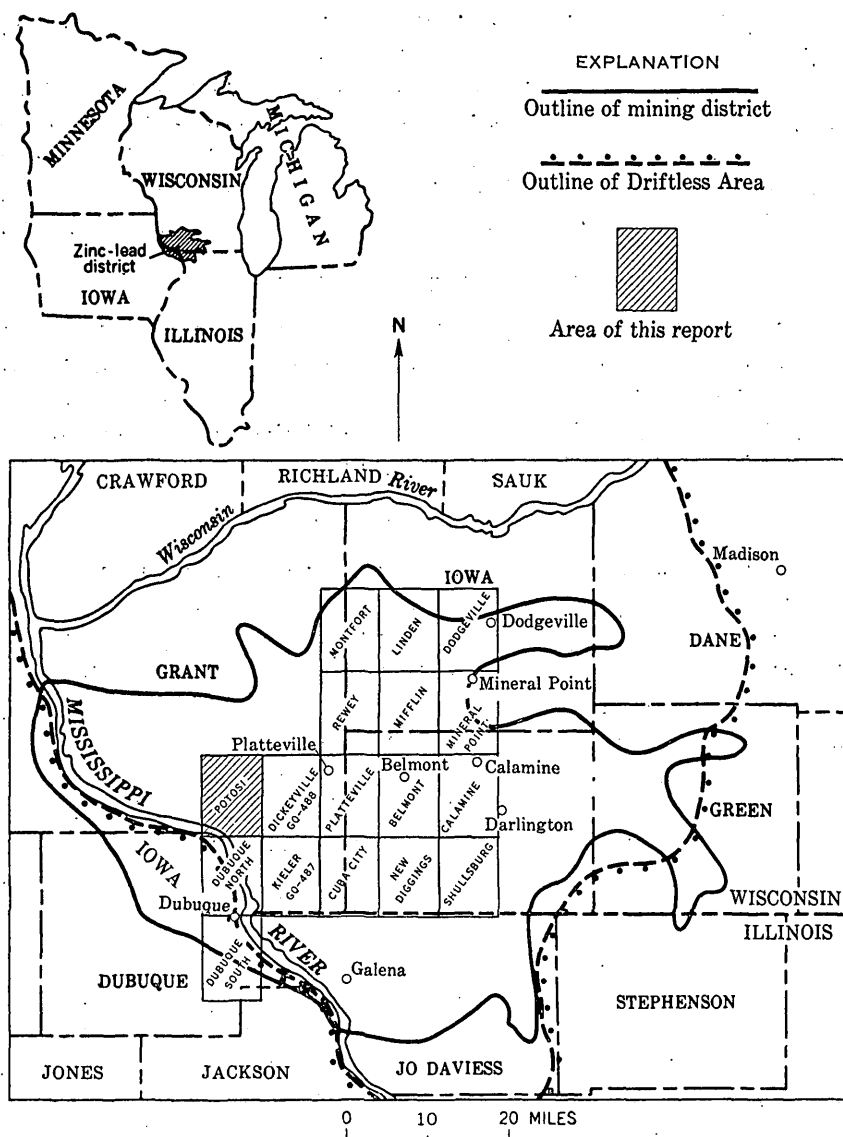 EXPLANATION
Outline of mining district
Outline of Driftless Area
Area of this report
MINNESOTA
WISCONSIN
MICHIGAN
Zinc-lead
district
IOWA
ILLINOIS
N
CRAWFORD
RICHLAND
River
SAUK
Wisconsin
Madison
IOWA
MONTFORT
LINDEN
DODGEVILLE
Dodgeville
DANE
GRANT
REWEY
MIFFLIN
MINERAL
POINT
Mineral Point
MISSISSIPPI
Platteville
Belmont
Calamine
POTOSI
DICKEYVILLE
GQ-488
PLATTEVILLE
BELMONT
CALAMINE
Darlington
GREEN
IOWA
DUBUQUE
NORTH
KIELER
GQ-487
CUBA CITY
NEW
DIGGINGS
SHULLSBURG
Dubuque
WISCONSIN
ILLINOIS
RIVER
DUBUQUE
DUBUQUE
SOUTH
Galena
STEPHENSON
JONES
JACKSON
JO DAVIESS
0 10 20 MILES